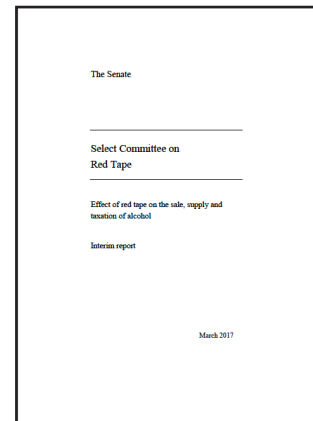 The Senate
Select Committee on
Red Tape
Effect of red tape on the sale, supply and
taxation of alcohol
Interim report
March 2017